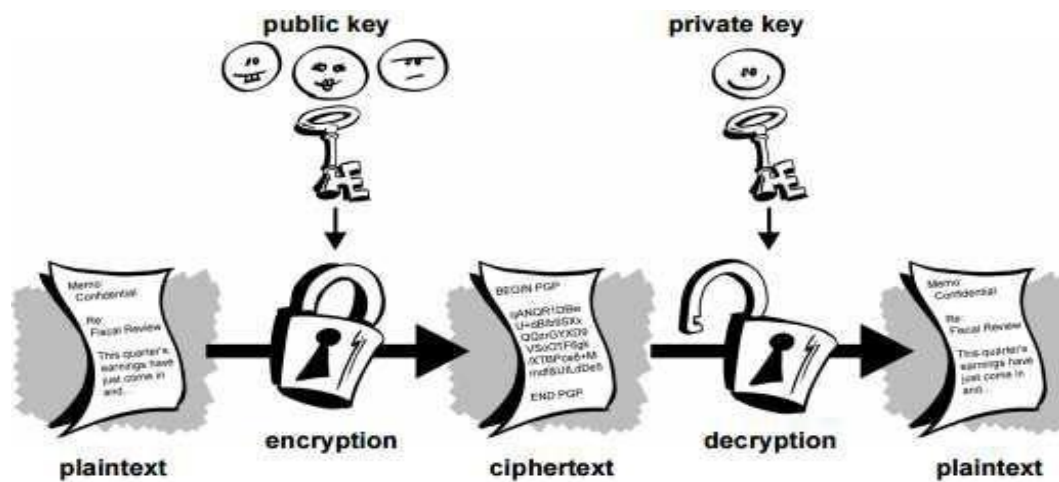 public key
private key
Memo:
Confidential
Re:
Fiscal Review
This quarter's
earnings have
just come in
and...
BEGIN PGP
END PGP
Memo:
Confidential
Re:
Fiscal Review
This quarter's
earnings have
just come in
and...
encryption
decryption
plaintext
ciphertext
plaintext